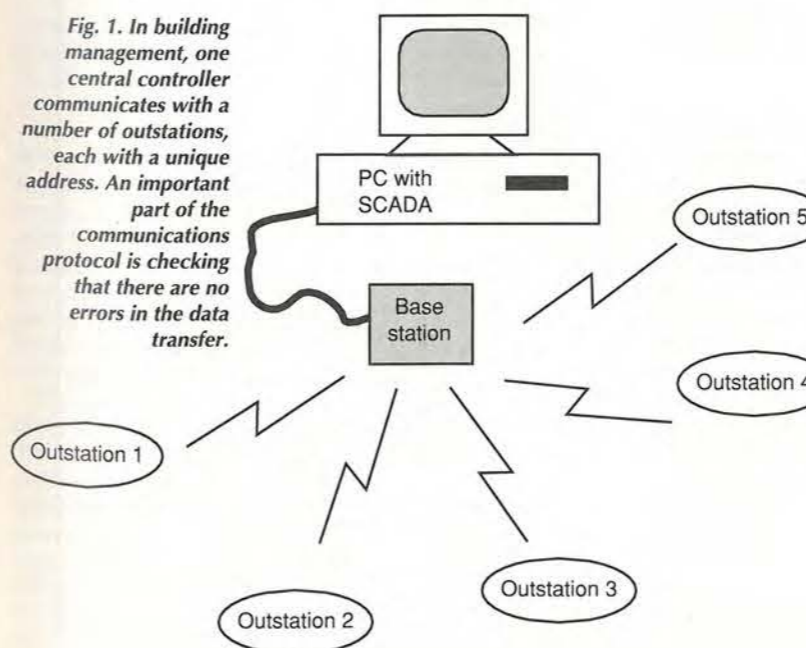 Fig. 1. In building
management, one
central controller
communicates with a
number of outstations,
each with a unique
address. An important
part of the
communications
protocol is checking
that there are no
errors in the data
transfer.
PC with
SCADA
Base
station
Outstation 5
Outstation 4
Outstation 1
Outstation 3
Outstation 2